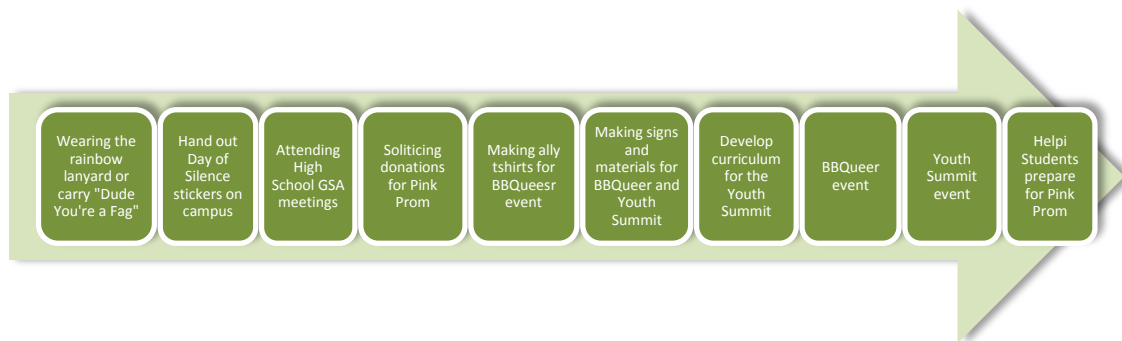 Wearing the
rainbow
lanyard or
carry "Dude
You're a Fag"
Hand out
Day of
Silence
stickers on
campus
Attending
High
School GSA
meetings
Soliticing
donations
for Pink
Prom
Making ally
tshirts for
BBQueesr
event
Making signs
and
materials for
BBQueer and
Youth
Summit
Develop
curriculum
for the
Youth
Summit
BBQueer
event
Youth
Summit
event
Helpi
Students
prepare
for Pink
Prom